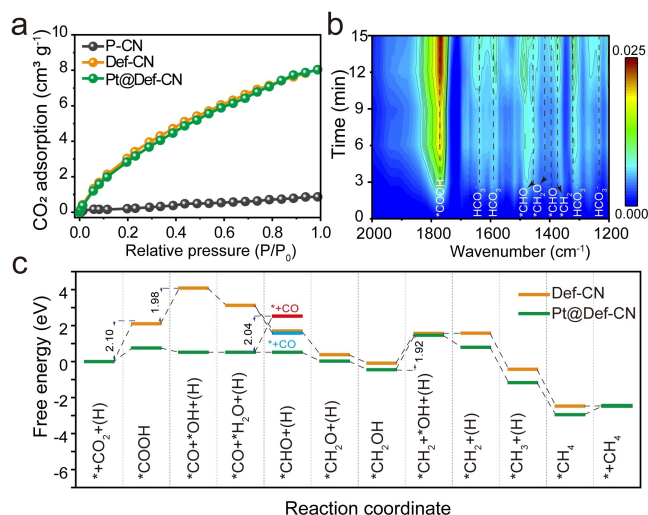 a
P-CN
Def-CN
Pt@Def-CN
CO₂ adsorption (cm³ g⁻¹)
12
8
4
0
0.0 0.2 0.4 0.6 0.8 1.0
Relative pressure (P/P₀)
b
Time (min)
15
12
9
6
3
0
*COOH
HCO₃⁻
HCO₃⁻
*CHO
*CH₂O
*CHO
*CH₂
HCO₃⁻
HCO₃⁻
2000 1800 1600 1400 1200
Wavenumber (cm⁻¹)
0.025
0.000
c
Free energy (eV)
4
2
0
-2
-4
-6
Def-CN
Pt@Def-CN
2.10
1.98
2.04
1.92
*+CO
*+CO
*+CO₂+(H)
*COOH
*CO+*OH+(H)
*CO+*H₂O+(H)
*CHO+(H)
*CH₂O+(H)
*CH₂OH
*CH₂+*OH+(H)
*CH₂+(H)
*CH₃+(H)
*CH₄
*+CH₄
Reaction coordinate